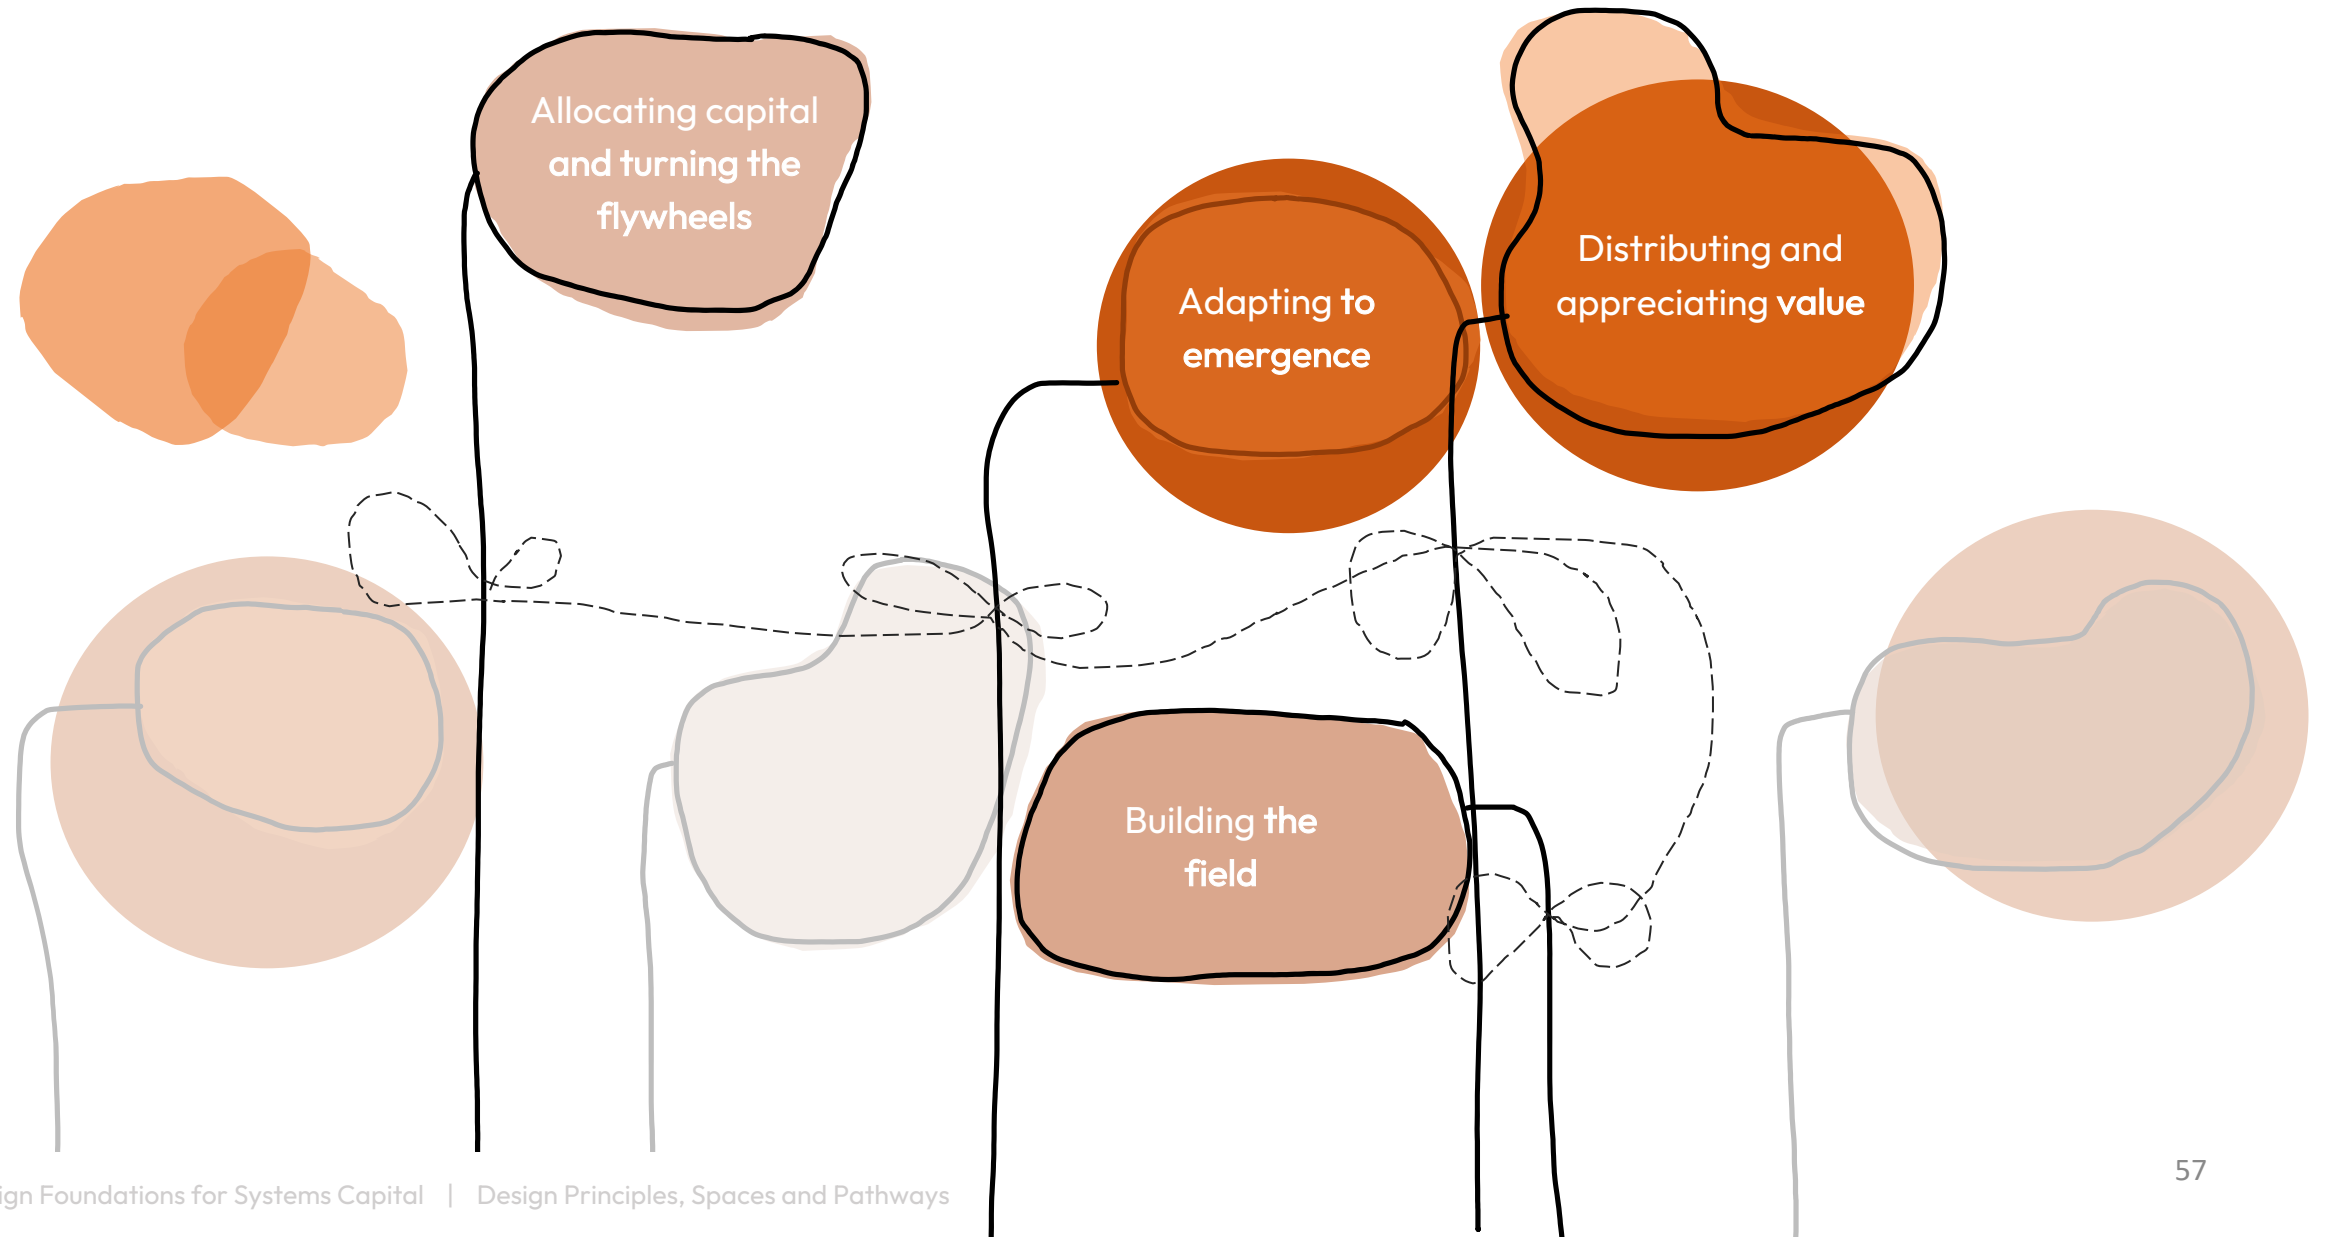 Allocating capital
and turning the
flywheels
Adapting to
emergence
Distributing and
appreciating value
Building the
field
ign Foundations for Systems Capital | Design Principles, Spaces and Pathways
57